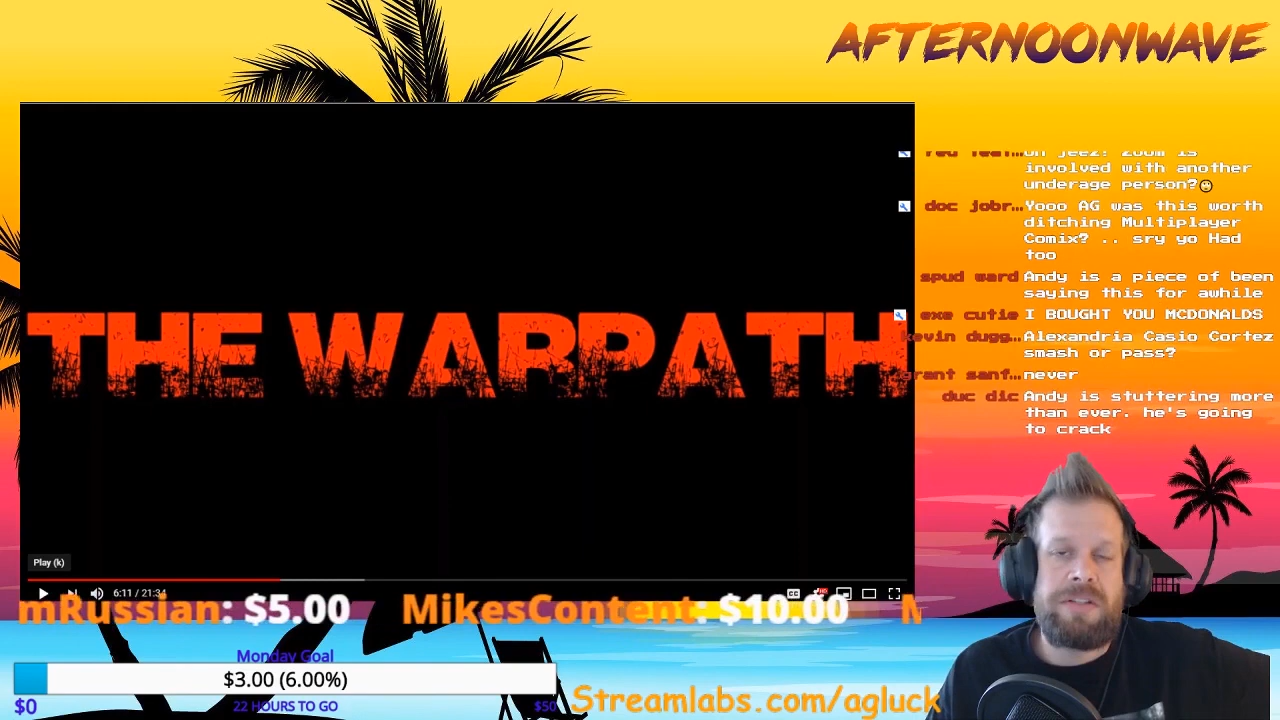 AFTERNOONWAVE
involved with another
underage person?
doc jobr... Yooo AG was this worth
ditching Multiplayer
Comix? .. sry yo Had
too
spud ward Andy is a piece of been
saying this for awhile
exe cutie I BOUGHT YOU MCDONALDS
kevin dugg... Alexandria Casio Cortez
smash or pass?
grant sanf... never
duc dic Andy is stuttering more
than ever. he's going
to crack
THE WARPATH
Play (k)
6:11 / 21:34
mRussian: $5.00 MikesContent: $10.00
Monday Goal
$3.00 (6.00%)
$0 22 HOURS TO GO $50
Streamlabs.com/agluck